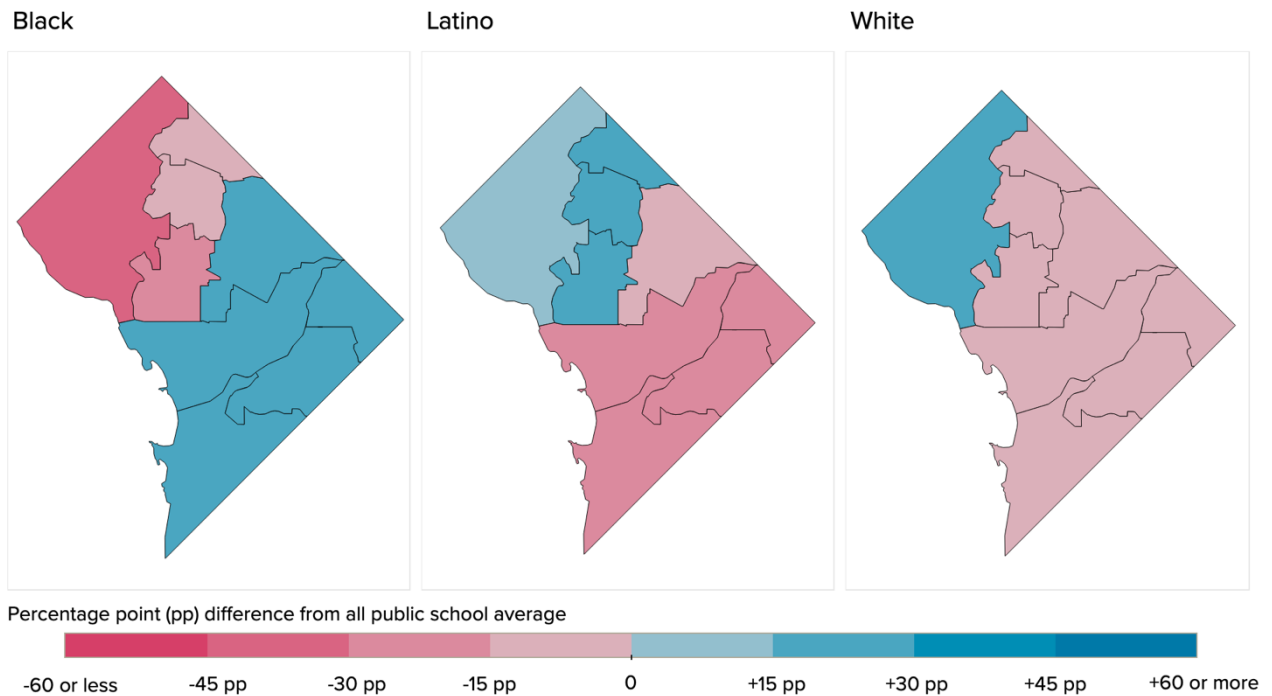 Black Latino White
Percentage point (pp) difference from all public school average
-60 or less -45 pp -30 pp -15 pp 0 +15 pp +30 pp +45 pp +60 or more